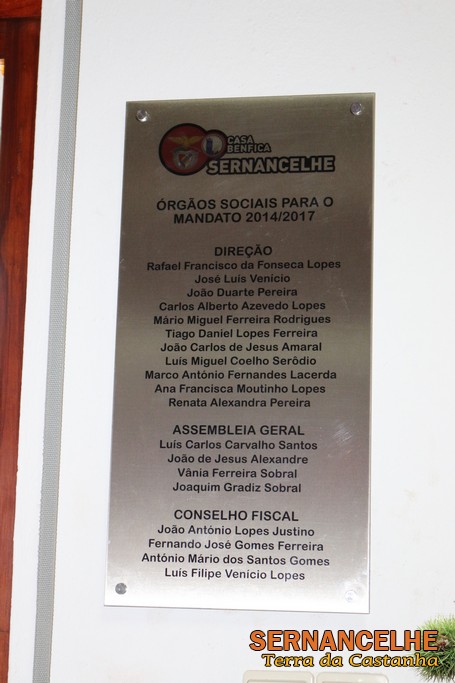 CASA
BENFICA
SERNANCELHE
ÓRGÃOS SOCIAIS PARA O
MANDATO 2014/2017
DIREÇÃO
Rafael Francisco da Fonseca Lopes
José Luís Venício
João Duarte Pereira
Carlos Alberto Azevedo Lopes
Mário Miguel Ferreira Rodrigues
Tiago Daniel Lopes Ferreira
João Carlos de Jesus Amaral
Luís Miguel Coelho Serôdio
Marco António Fernandes Lacerda
Ana Francisca Moutinho Lopes
Renata Alexandra Pereira
ASSEMBLEIA GERAL
Luís Carlos Carvalho Santos
João de Jesus Alexandre
Vânia Ferreira Sobral
Joaquim Gradiz Sobral
CONSELHO FISCAL
João António Lopes Justino
Fernando José Gomes Ferreira
António Mário dos Santos Gomes
Luís Filipe Venício Lopes
SERNANCELHE
Terra da Castanha